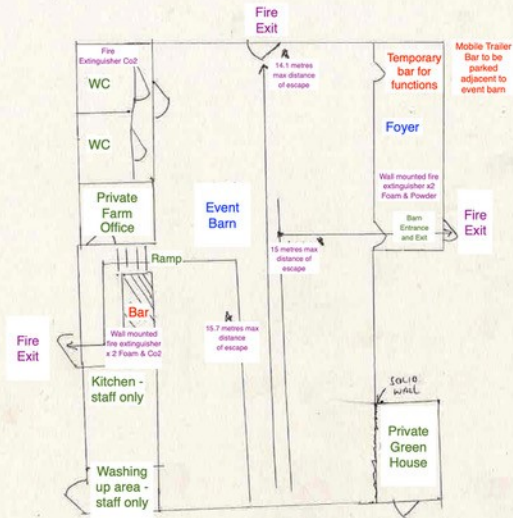 Fire
Exit
Fire
Extinguisher Co2
WC
WC
14.1 metres
max distance
of escape
Temporary
bar for
functions
Mobile Trailer
Bar to be
parked
adjacent to
event barn
Foyer
Wall mounted fire
extinguisher x2
Foam & Powder
Private
Farm
Office
Event
Barn
Barn
Entrance
and Exit
Fire
Exit
15 metres max
distance of
escape
Ramp
Bar
Wall mounted
fire extinguisher
x 2 Foam & Co2
15.7 metres max
distance
of escape
Fire
Exit
Kitchen -
staff only
SOLID
WALL
Private
Green
House
Washing
up area -
staff only